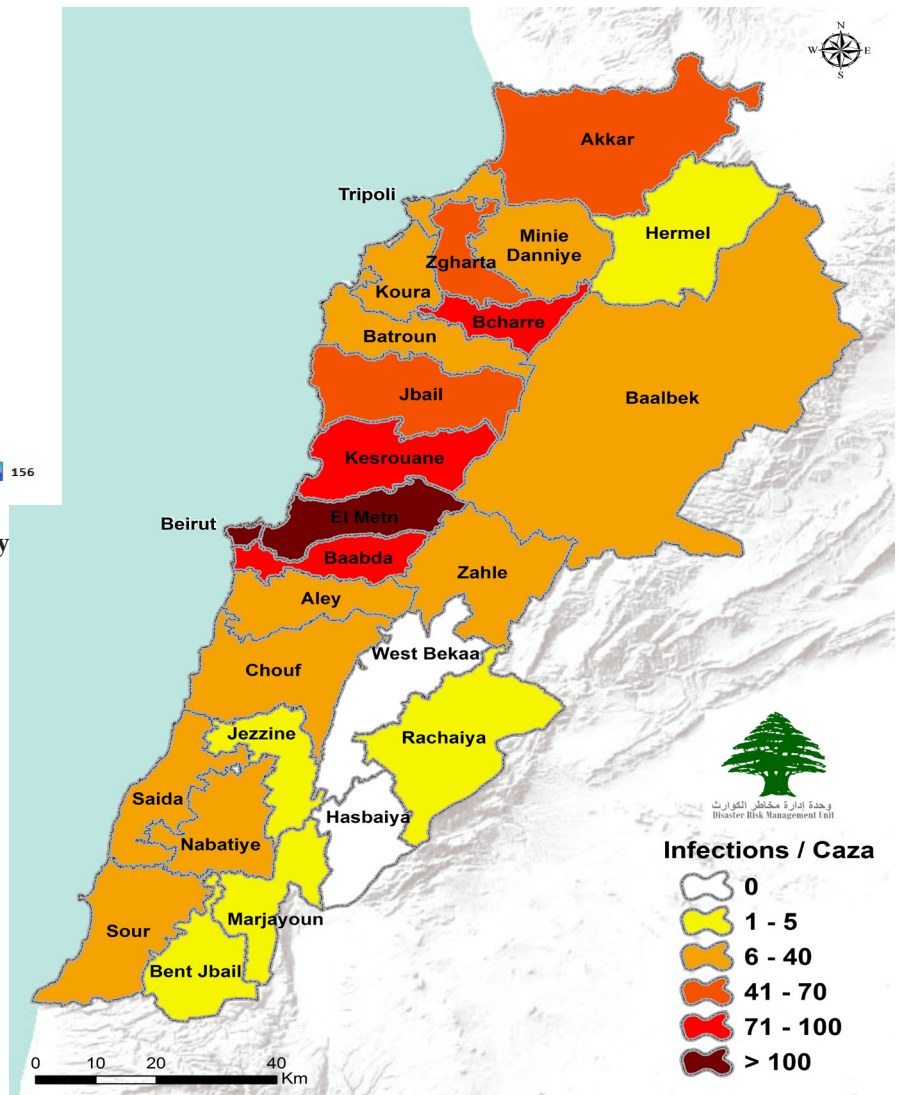 N
W E
S
Akkar
Tripoli
Hermel
Minie
Danniye
Zgharta
Koura
Bcharre
Batroun
Jbail
Baalbek
Kesrouane
156
El Metn
Beirut
y
Baabda
Zahle
Aley
West Bekaa
Chouf
Jezzine
Rachaiya
Saida
Hasbaiya
Nabatiye
Marjayoun
Sour
Bent Jbail
وحدة إدارة مخاطر الكوارث
Disaster Risk Management Unit
Infections / Caza
0
1 - 5
6 - 40
41 - 70
71 - 100
> 100
0 10 20 40
Km